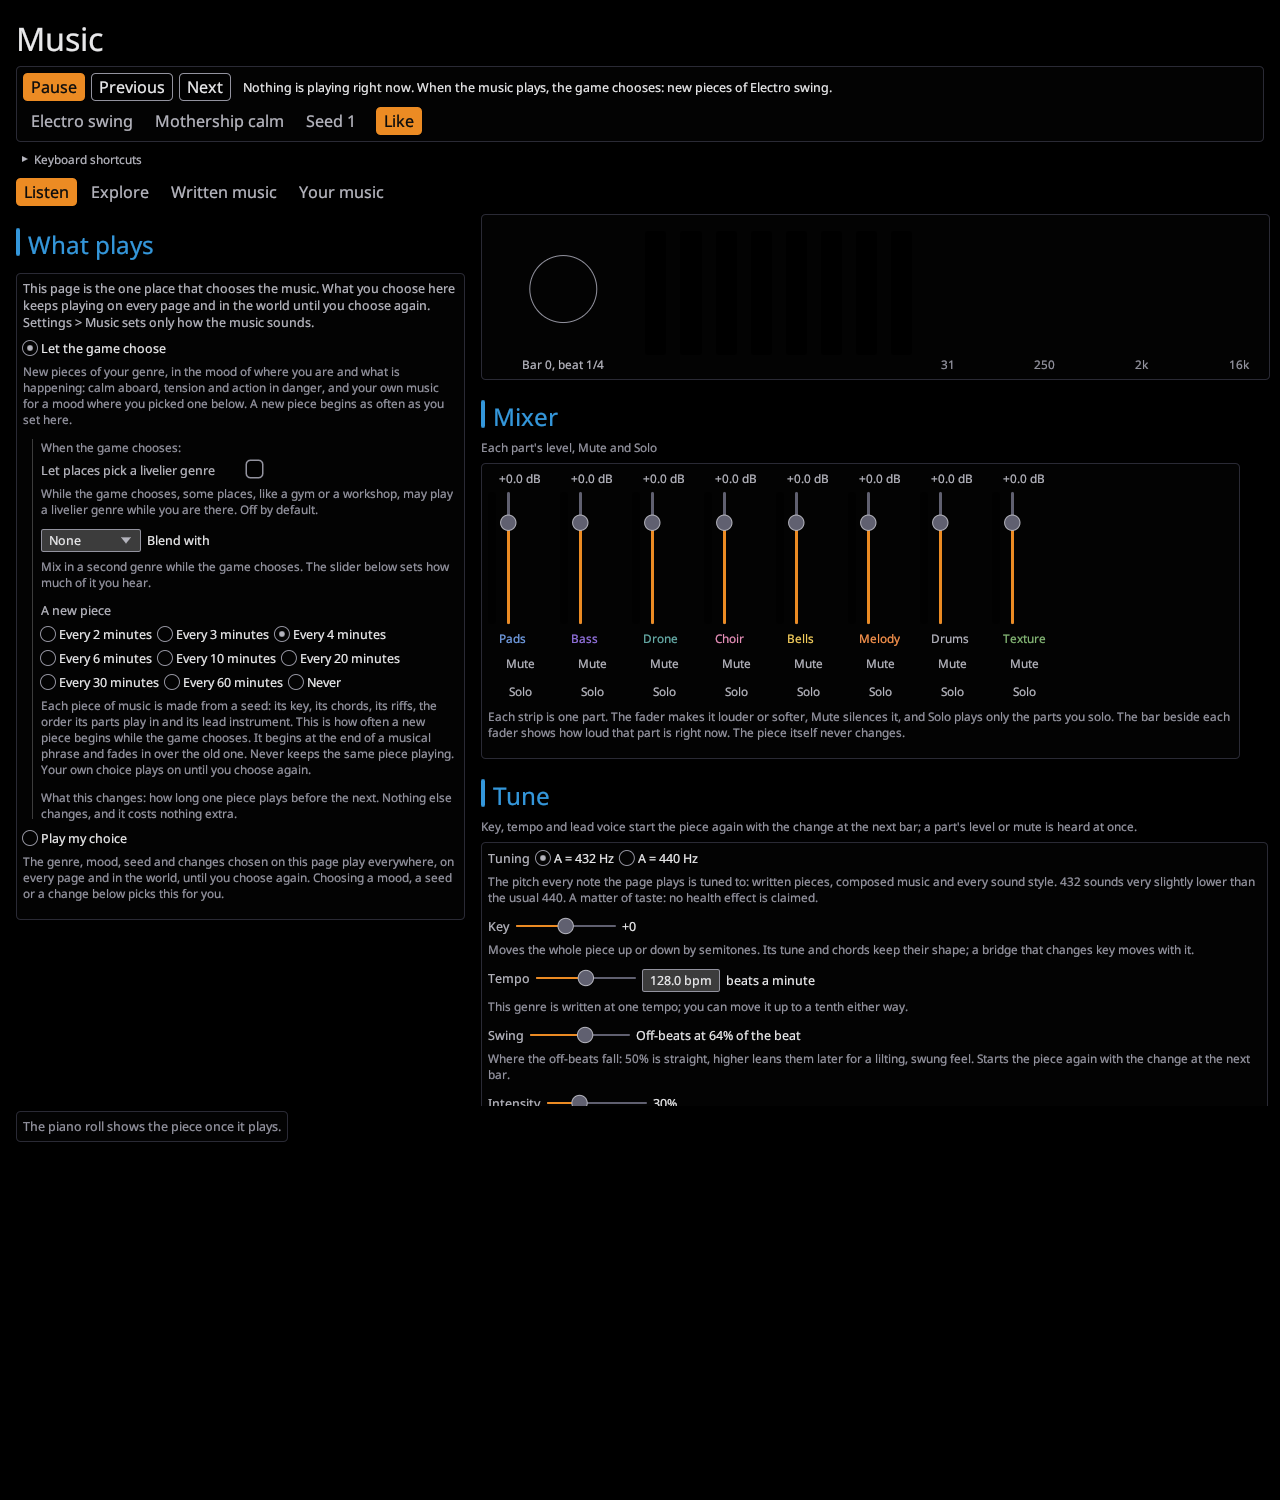 Music
Pause Previous Next Nothing is playing right now. When the music plays, the game chooses: new pieces of Electro swing.
Electro swing Mothership calm Seed 1 Like
Keyboard shortcuts
Listen Explore Written music Your music
What plays
This page is the one place that chooses the music. What you choose here
keeps playing on every page and in the world until you choose again.
Settings > Music sets only how the music sounds.
Let the game choose
New pieces of your genre, in the mood of where you are and what is
happening: calm aboard, tension and action in danger, and your own music
for a mood where you picked one below. A new piece begins as often as you
set here.
When the game chooses:
Let places pick a livelier genre
While the game chooses, some places, like a gym or a workshop, may play
a livelier genre while you are there. Off by default.
None Blend with
Mix in a second genre while the game chooses. The slider below sets how
much of it you hear.
A new piece
Every 2 minutes Every 3 minutes Every 4 minutes
Every 6 minutes Every 10 minutes Every 20 minutes
Every 30 minutes Every 60 minutes Never
Each piece of music is made from a seed: its key, its chords, its riffs, the
order its parts play in and its lead instrument. This is how often a new
piece begins while the game chooses. It begins at the end of a musical
phrase and fades in over the old one. Never keeps the same piece playing.
Your own choice plays on until you choose again.
What this changes: how long one piece plays before the next. Nothing else
changes, and it costs nothing extra.
Play my choice
The genre, mood, seed and changes chosen on this page play everywhere, on
every page and in the world, until you choose again. Choosing a mood, a seed
or a change below picks this for you.
Bar 0, beat 1/4 31 250 2k 16k
Mixer
Each part's level, Mute and Solo
+0.0 dB +0.0 dB +0.0 dB +0.0 dB +0.0 dB +0.0 dB +0.0 dB +0.0 dB
Pads Bass Drone Choir Bells Melody Drums Texture
Mute Mute Mute Mute Mute Mute Mute Mute
Solo Solo Solo Solo Solo Solo Solo Solo
Each strip is one part. The fader makes it louder or softer, Mute silences it, and Solo plays only the parts you solo. The bar beside each
fader shows how loud that part is right now. The piece itself never changes.
Tune
Key, tempo and lead voice start the piece again with the change at the next bar; a part's level or mute is heard at once.
Tuning A = 432 Hz A = 440 Hz
The pitch every note the page plays is tuned to: written pieces, composed music and every sound style. 432 sounds very slightly lower than
the usual 440. A matter of taste: no health effect is claimed.
Key +0
Moves the whole piece up or down by semitones. Its tune and chords keep their shape; a bridge that changes key moves with it.
Tempo 128.0 bpm beats a minute
This genre is written at one tempo; you can move it up to a tenth either way.
Swing Off-beats at 64% of the beat
Where the off-beats fall: 50% is straight, higher leans them later for a lilting, swung feel. Starts the piece again with the change at the next
bar.
Intensity 30%
The piano roll shows the piece once it plays.